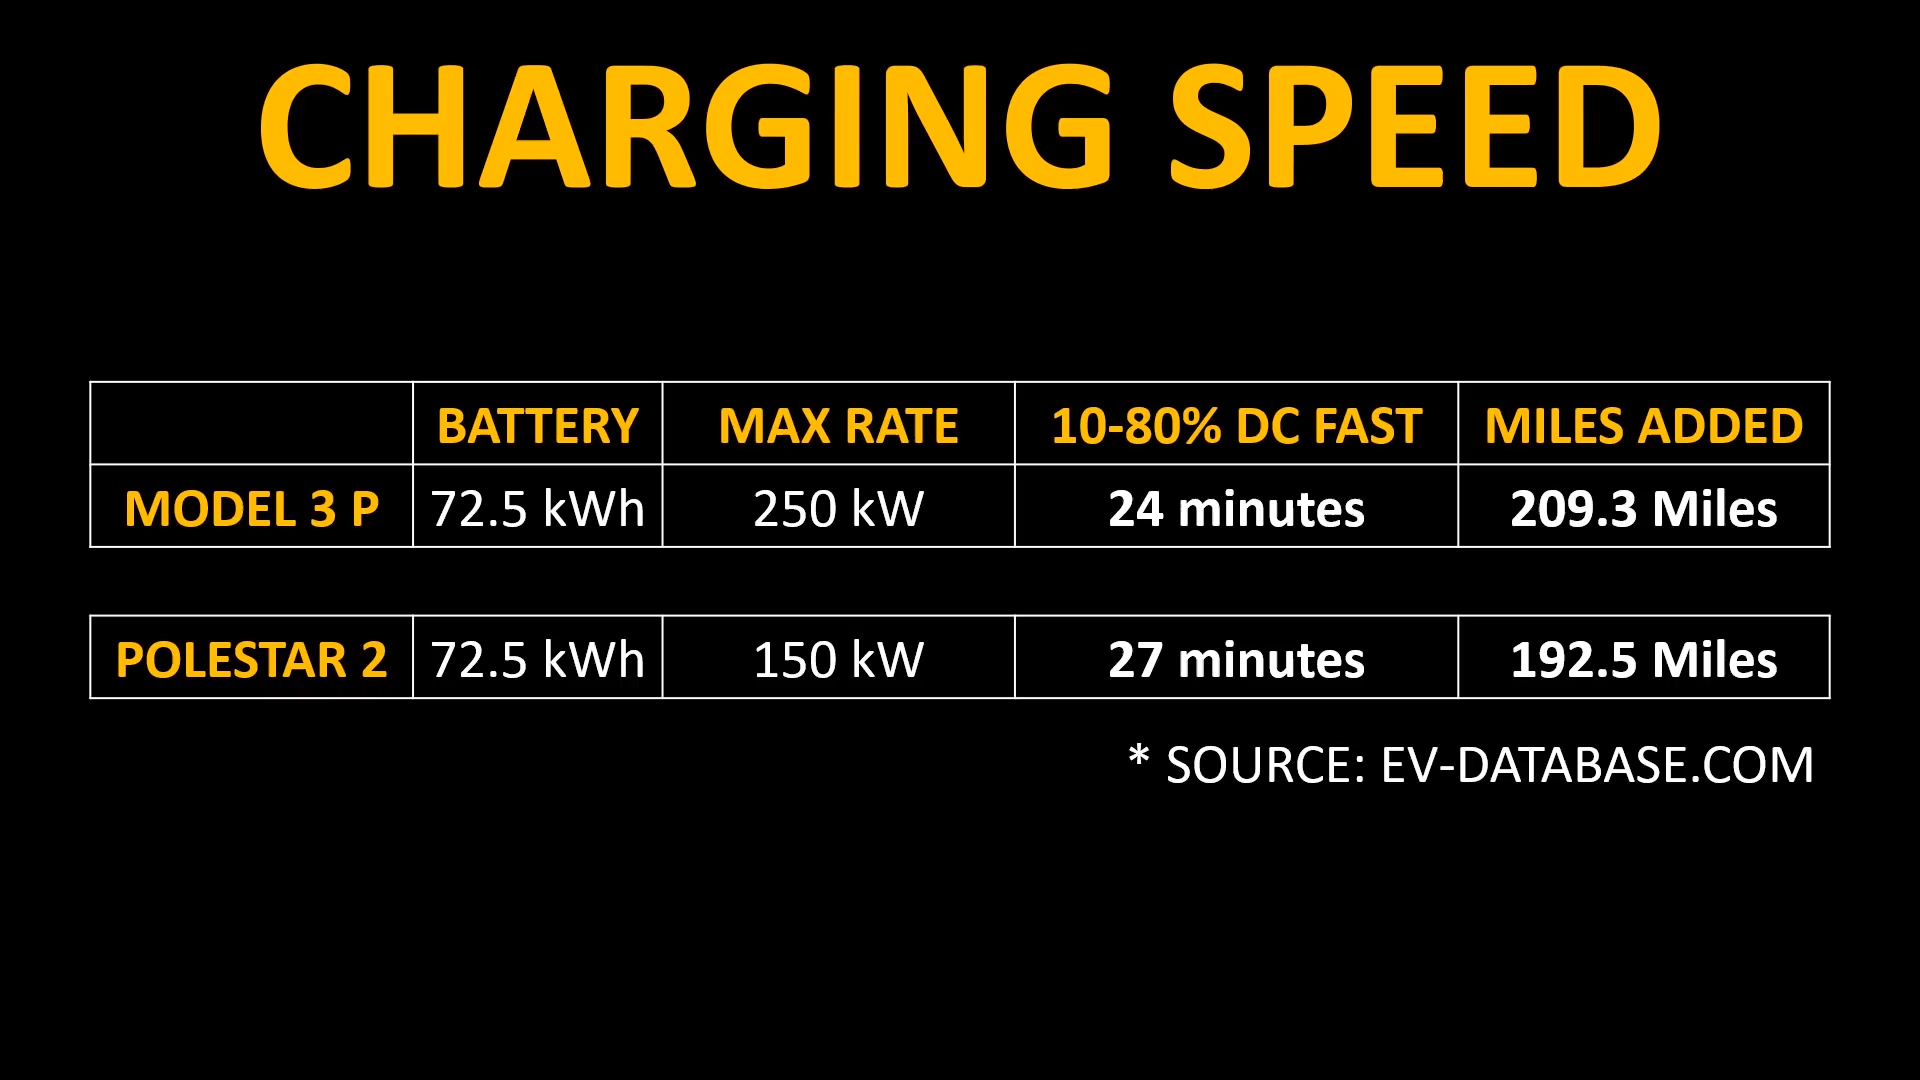 CHARGING SPEED
BATTERY MAX RATE 10-80% DC FAST MILES ADDED
MODEL 3 P 72.5 kWh 250 kW 24 minutes 209.3 Miles
POLESTAR 2 72.5 kWh 150 kW 27 minutes 192.5 Miles
* SOURCE: EV-DATABASE.COM